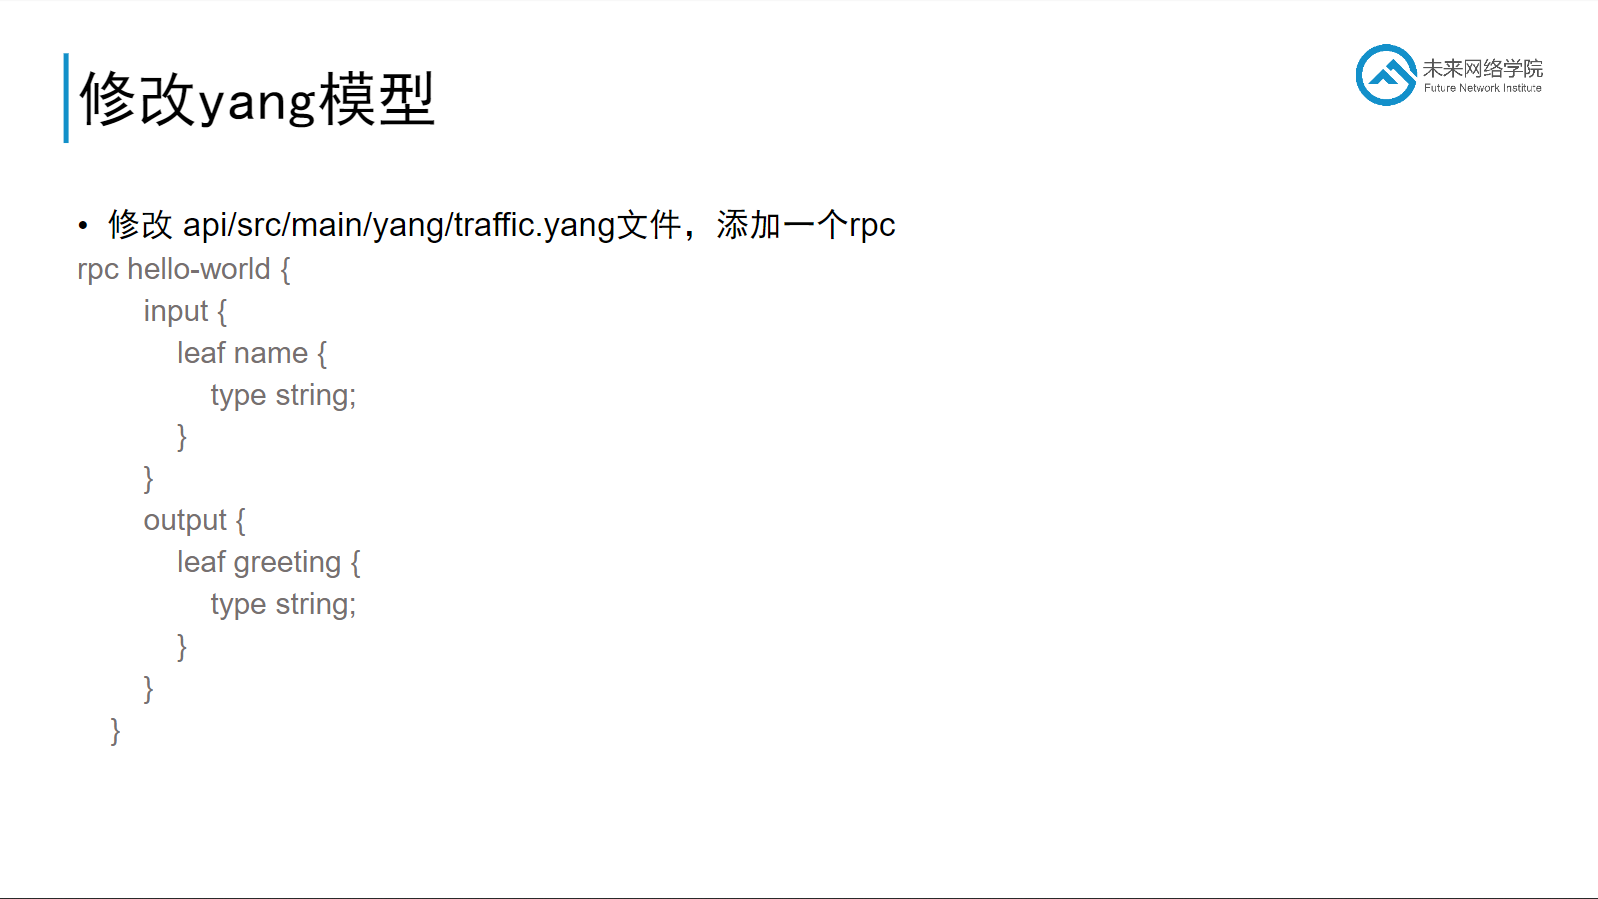 修改yang模型
未来网络学院
Future Network Institute
• 修改 api/src/main/yang/traffic.yang文件，添加一个rpc
rpc hello-world {
input {
leaf name {
type string;
}
}
output {
leaf greeting {
type string;
}
}
}